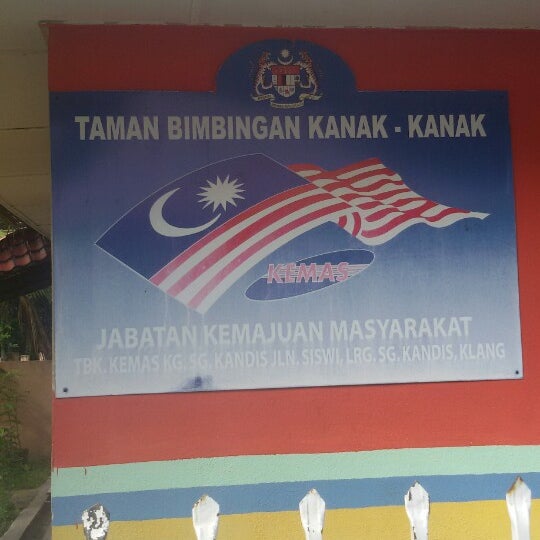 TAMAN BIMBINGAN KANAK - KANAK
KEMAS
JABATAN KEMAJUAN MASYARAKAT
TBK. KEMAS KG. SG. KANDIS JLN. SISWI, LRG. SG. KANDIS, KLANG